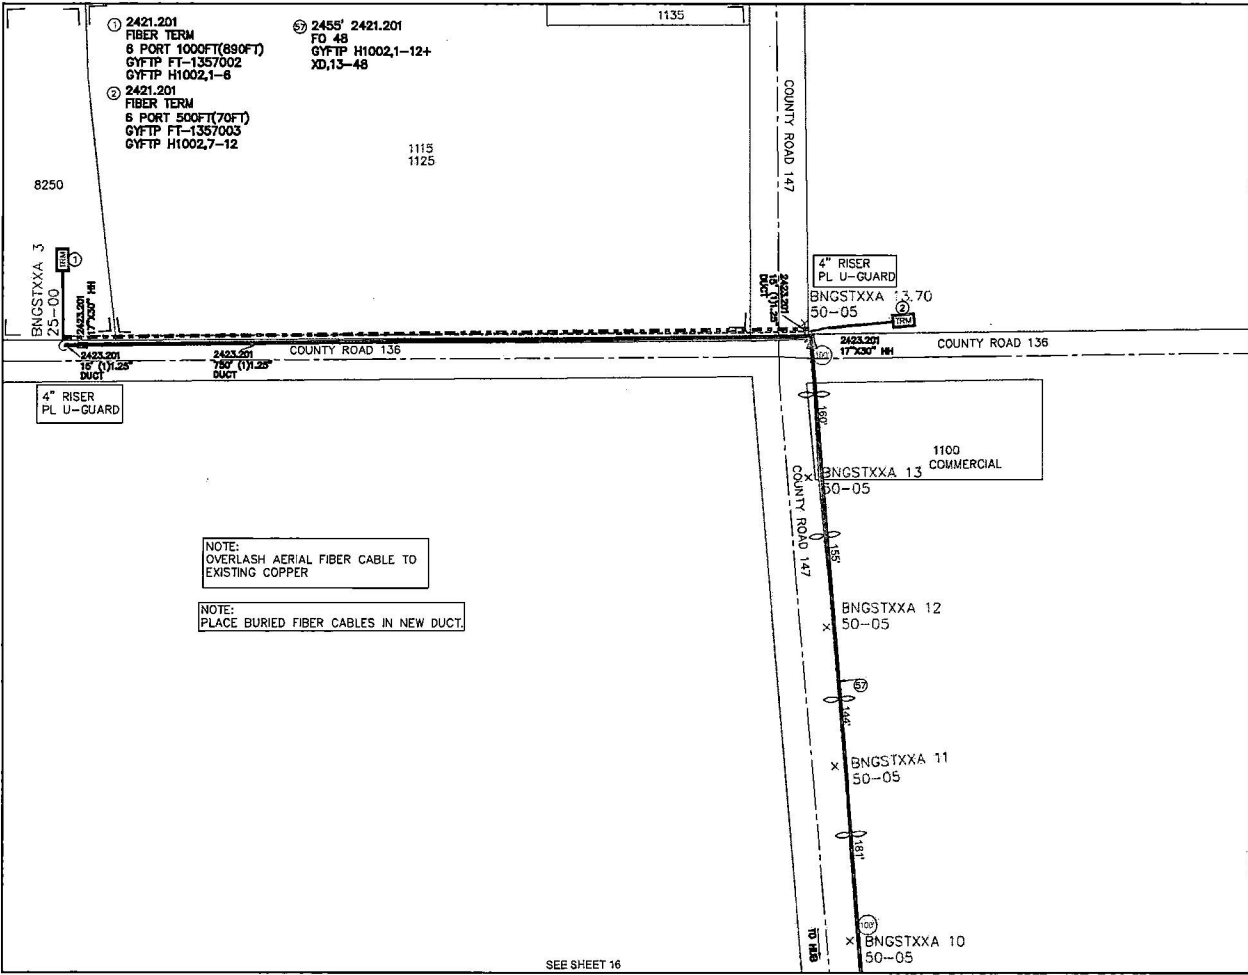 1 2421.201
FIBER TERM
6 PORT 1000FT(890FT)
GYFTP FT-1357002
GYFTP H1002,1-6
2 2421.201
FIBER TERM
6 PORT 500FT(70FT)
GYFTP FT-1357003
GYFTP H1002,7-12
57 2455' 2421.201
FO 48
GYFTP H1002,1-12+
XD,13-48
1135
COUNTY ROAD 147
1115
1125
8250
BNGSTXXA 3
25-00
TRM
1
2423.201
17"X30" HH
2423.201
15' (1)1.25"
DUCT
4" RISER
PL U-GUARD
2423.201
750' (1)1.25"
DUCT
COUNTY ROAD 136
2423.201
15' (1)1.25"
DUCT
4" RISER
PL U-GUARD
BNGSTXXA 13.70
50-05
2
TRM
2423.201
17"X30" HH
100'
COUNTY ROAD 136
160'
1100
COMMERCIAL
BNGSTXXA 13
50-05
COUNTY ROAD 147
155'
NOTE:
OVERLASH AERIAL FIBER CABLE TO
EXISTING COPPER
NOTE:
PLACE BURIED FIBER CABLES IN NEW DUCT.
BNGSTXXA 12
50-05
57
144'
BNGSTXXA 11
50-05
181'
100'
BNGSTXXA 10
50-05
TO HUB
SEE SHEET 16